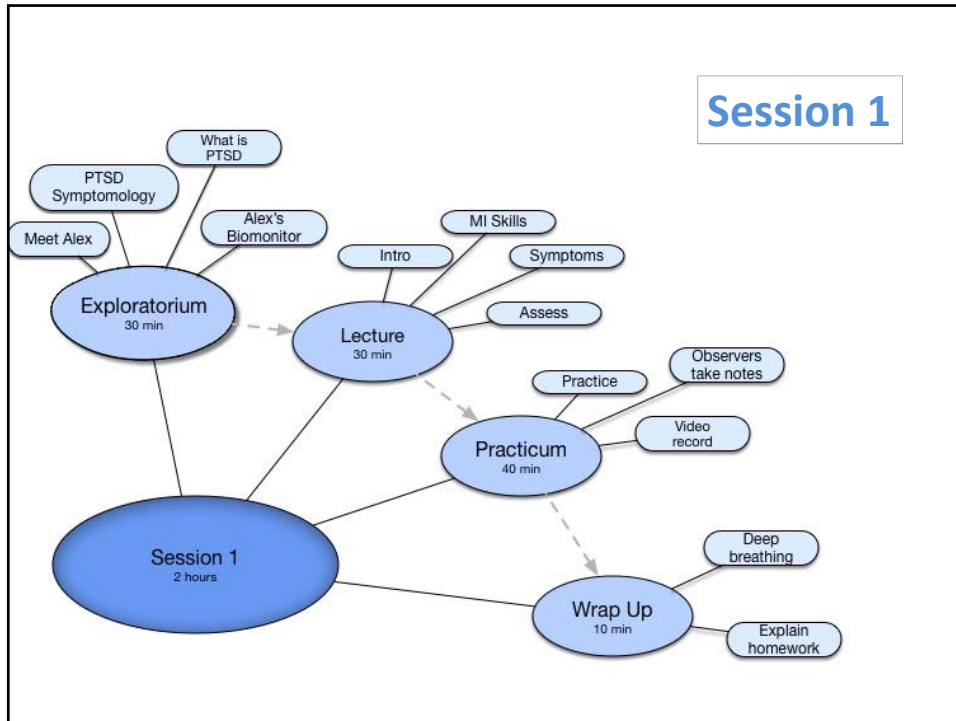 Session 1
What is
PTSD
PTSD
Symptomology
Meet Alex
Alex's
Biomonitor
Exploratorium
30 min
MI Skills
Intro
Symptoms
Assess
Lecture
30 min
Observers
take notes
Practice
Video
record
Practicum
40 min
Session 1
2 hours
Deep
breathing
Wrap Up
10 min
Explain
homework